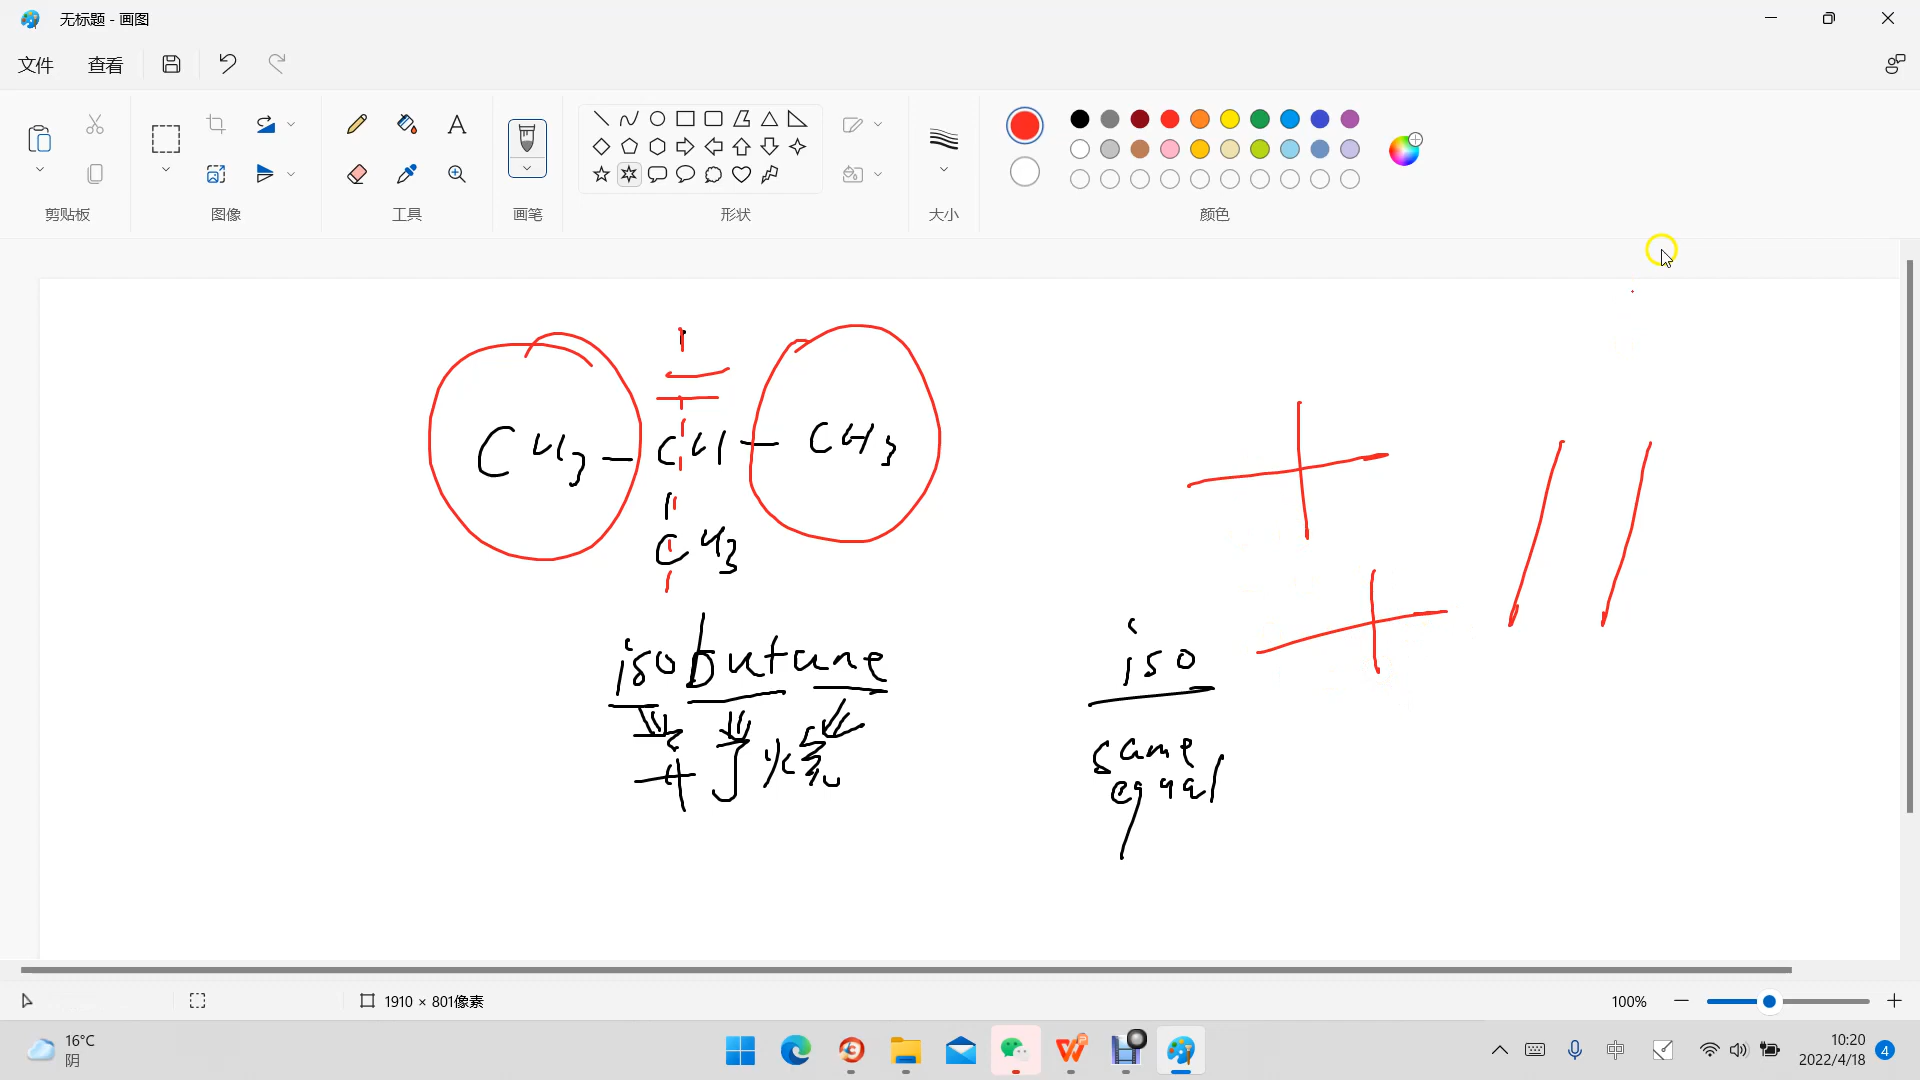 无标题 - 画图
文件 查看
剪贴板 图像 工具 画笔 形状 大小 颜色
CH3 – CH – CH3
CH3
isobutane
丁 烷
iso
same
equal
1910 × 801像素
100%
16°C
阴
中
10:20
2022/4/18
4